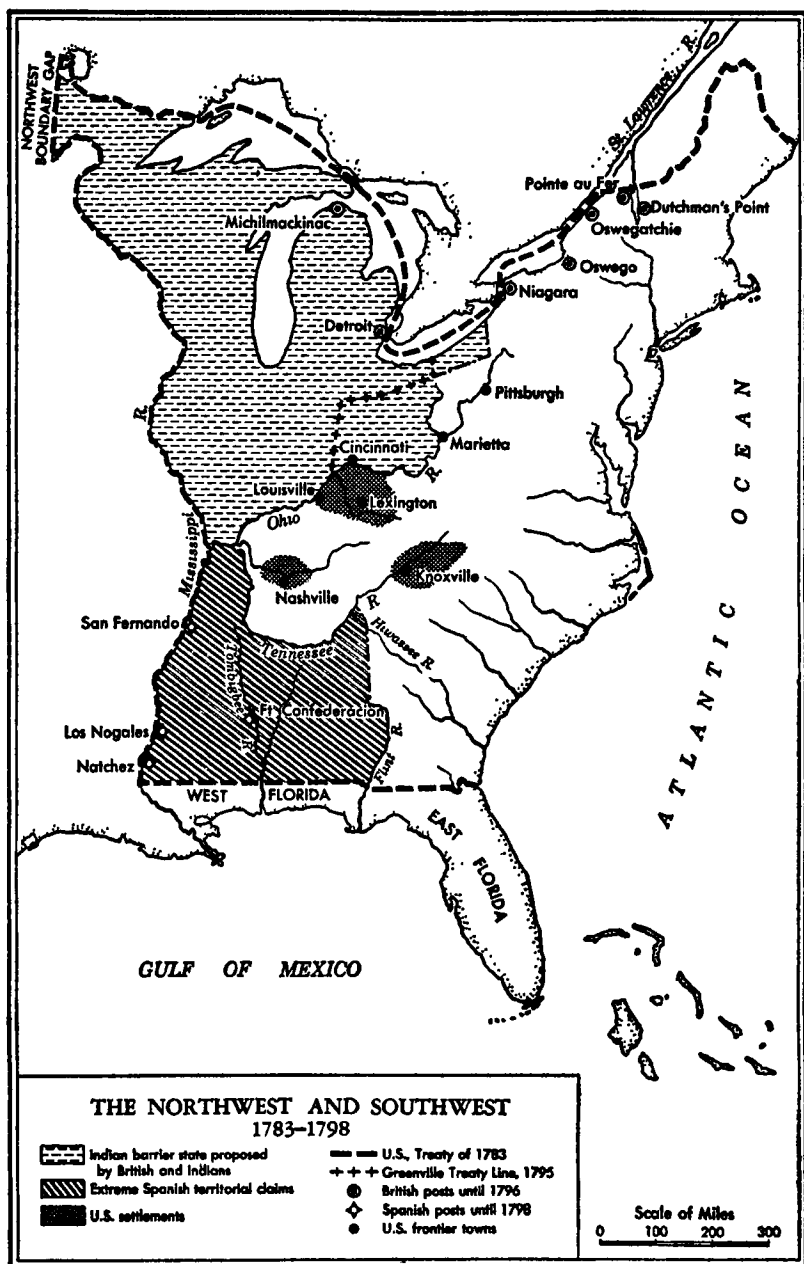 NORTHWEST
BOUNDARY GAP
St. Lawrence R.
Pointe au Fer
Dutchman's Point
Oswegatchie
Michilmackinac
Oswego
Niagara
Detroit
Pittsburgh
R.
Marietta
Cincinnati
R.
Louisville
Lexington
Ohio
Mississippi
Knoxville
Nashville
R.
San Fernando
Hiwassee R.
Tennessee
Tombigbee R.
Ft. Confederacion
Los Nogales
Flint R.
Natchez
WEST FLORIDA
EAST FLORIDA
ATLANTIC OCEAN
GULF OF MEXICO
THE NORTHWEST AND SOUTHWEST
1783–1798
Indian barrier state proposed
by British and Indians
Extreme Spanish territorial claims
U.S. settlements
U.S., Treaty of 1783
Greenville Treaty Line, 1795
British posts until 1796
Spanish posts until 1798
U.S. frontier towns
Scale of Miles
0 100 200 300